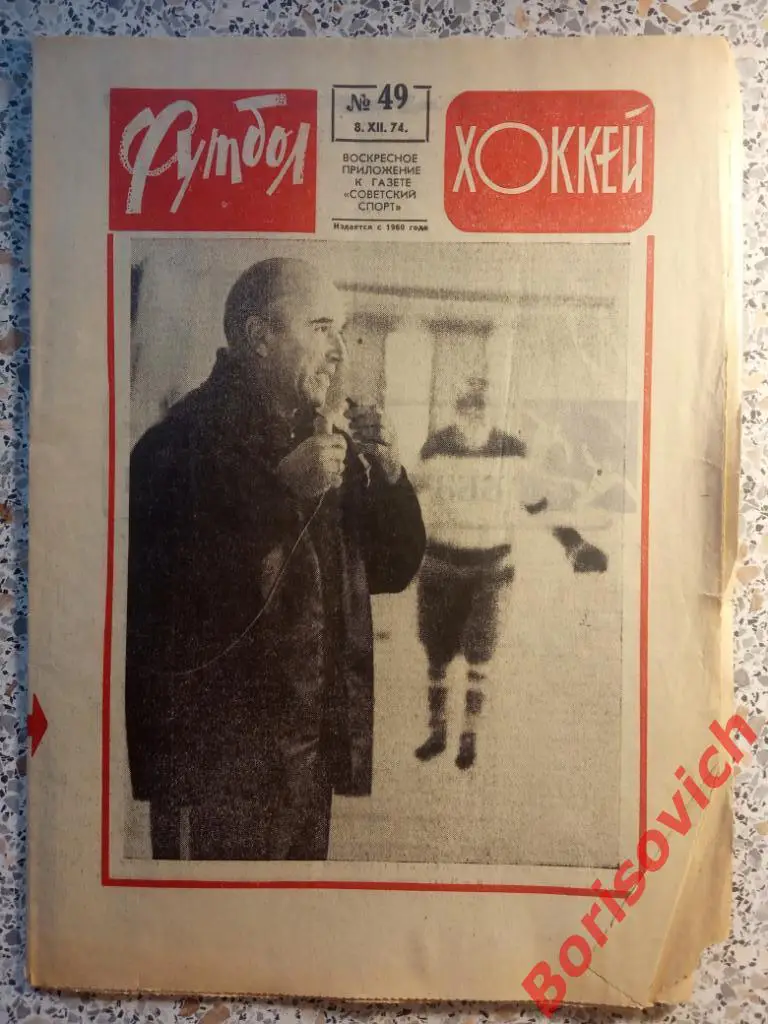 Футбол
№ 49
8. XII. 74.
ВОСКРЕСНОЕ
ПРИЛОЖЕНИЕ
К ГАЗЕТЕ
«СОВЕТСКИЙ
СПОРТ»
Издается с 1960 года
ХОККЕЙ
Borisovich